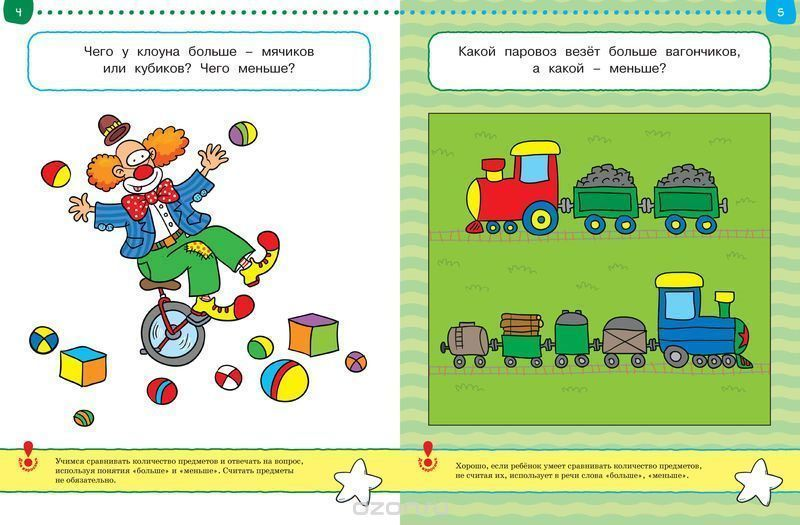 4
Чего у клоуна больше – мячиков
или кубиков? Чего меньше?
Учимся сравнивать количество предметов и отвечать на вопрос,
используя понятия «больше» и «меньше». Считать предметы
не обязательно.
5
Какой паровоз везёт больше вагончиков,
а какой – меньше?
Хорошо, если ребёнок умеет сравнивать количество предметов,
не считая их, использует в речи слова «больше», «меньше».
ozon.ru